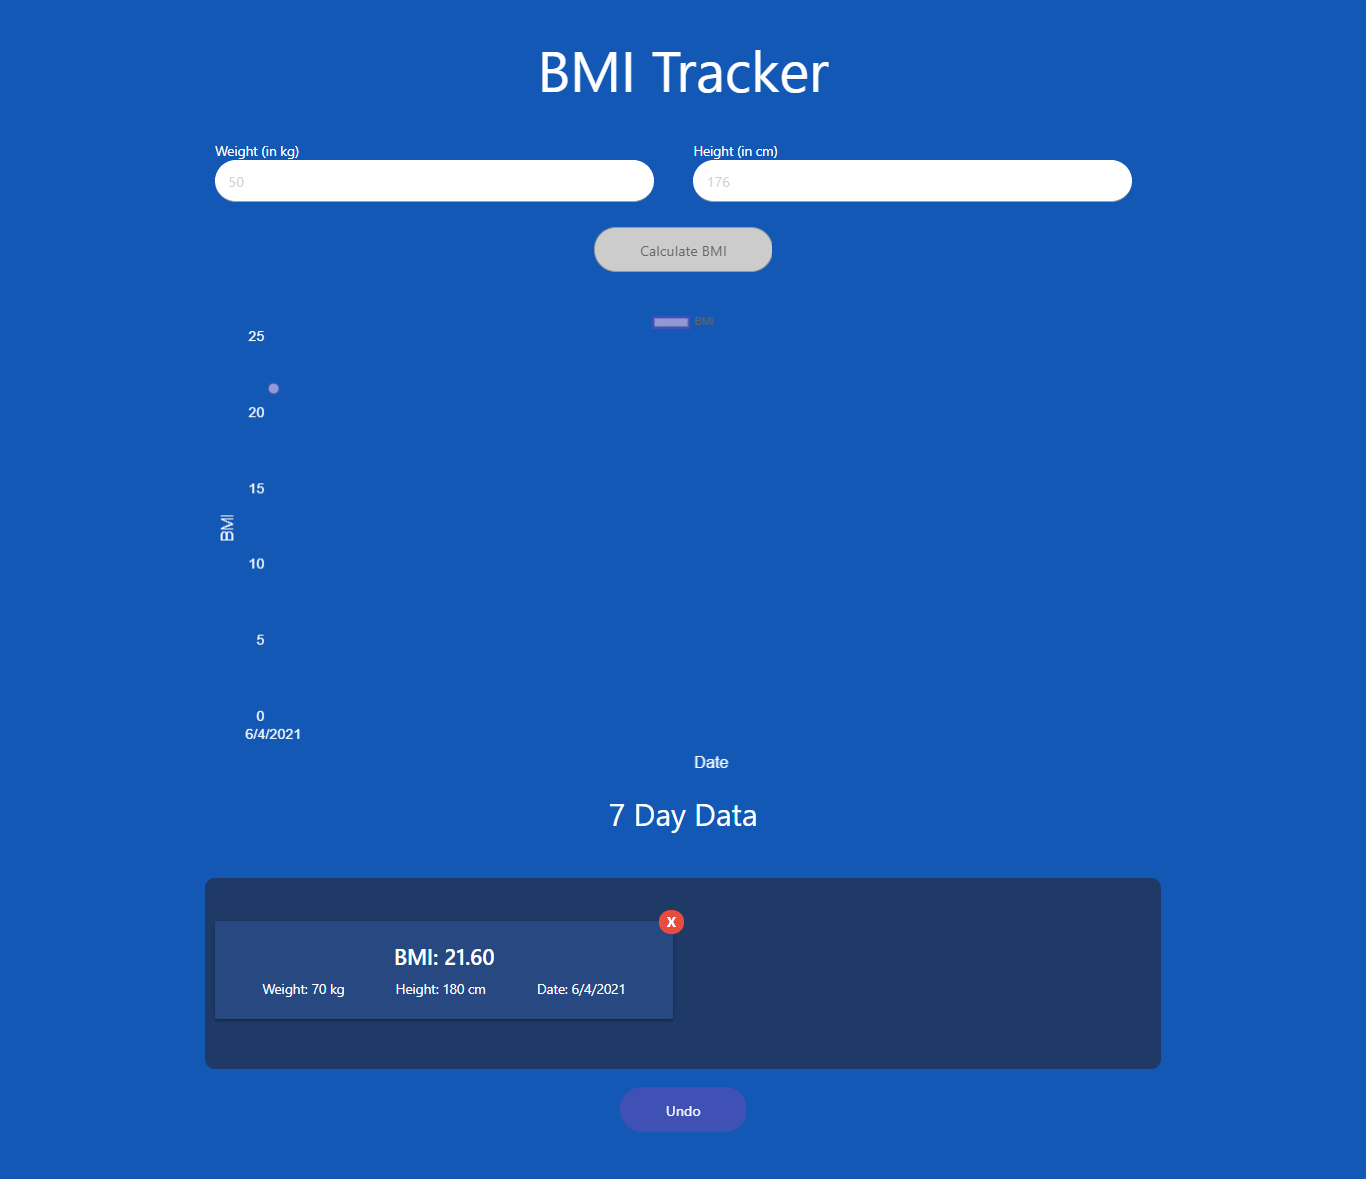 BMI Tracker
Weight (in kg) Height (in cm)
50 176
Calculate BMI
BMI
25
20
15
BMI
10
5
0
6/4/2021
Date
7 Day Data
X
BMI: 21.60
Weight: 70 kg Height: 180 cm Date: 6/4/2021
Undo